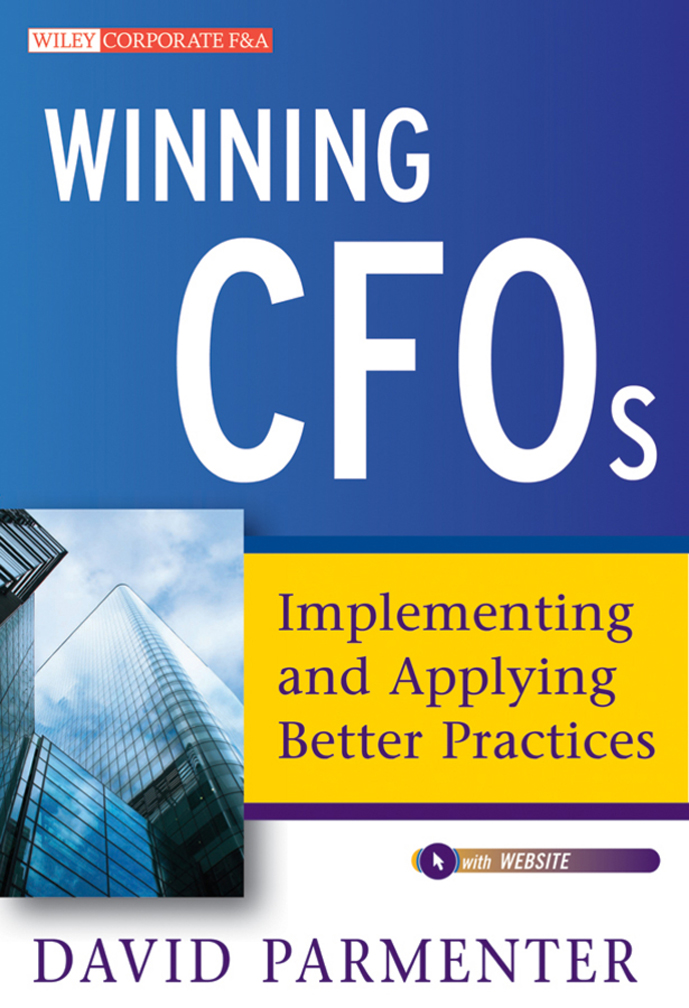 WILEY CORPORATE F&A
WINNING
CFOs
Implementing
and Applying
Better Practices
with WEBSITE
DAVID PARMENTER